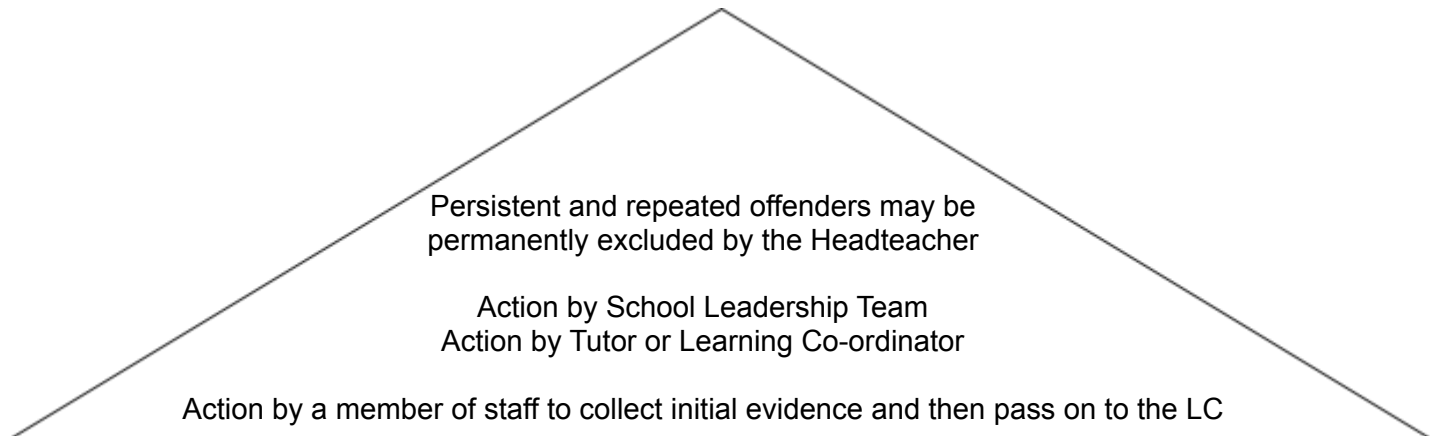 Persistent and repeated offenders may be
permanently excluded by the Headteacher
Action by School Leadership Team
Action by Tutor or Learning Co-ordinator
Action by a member of staff to collect initial evidence and then pass on to the LC